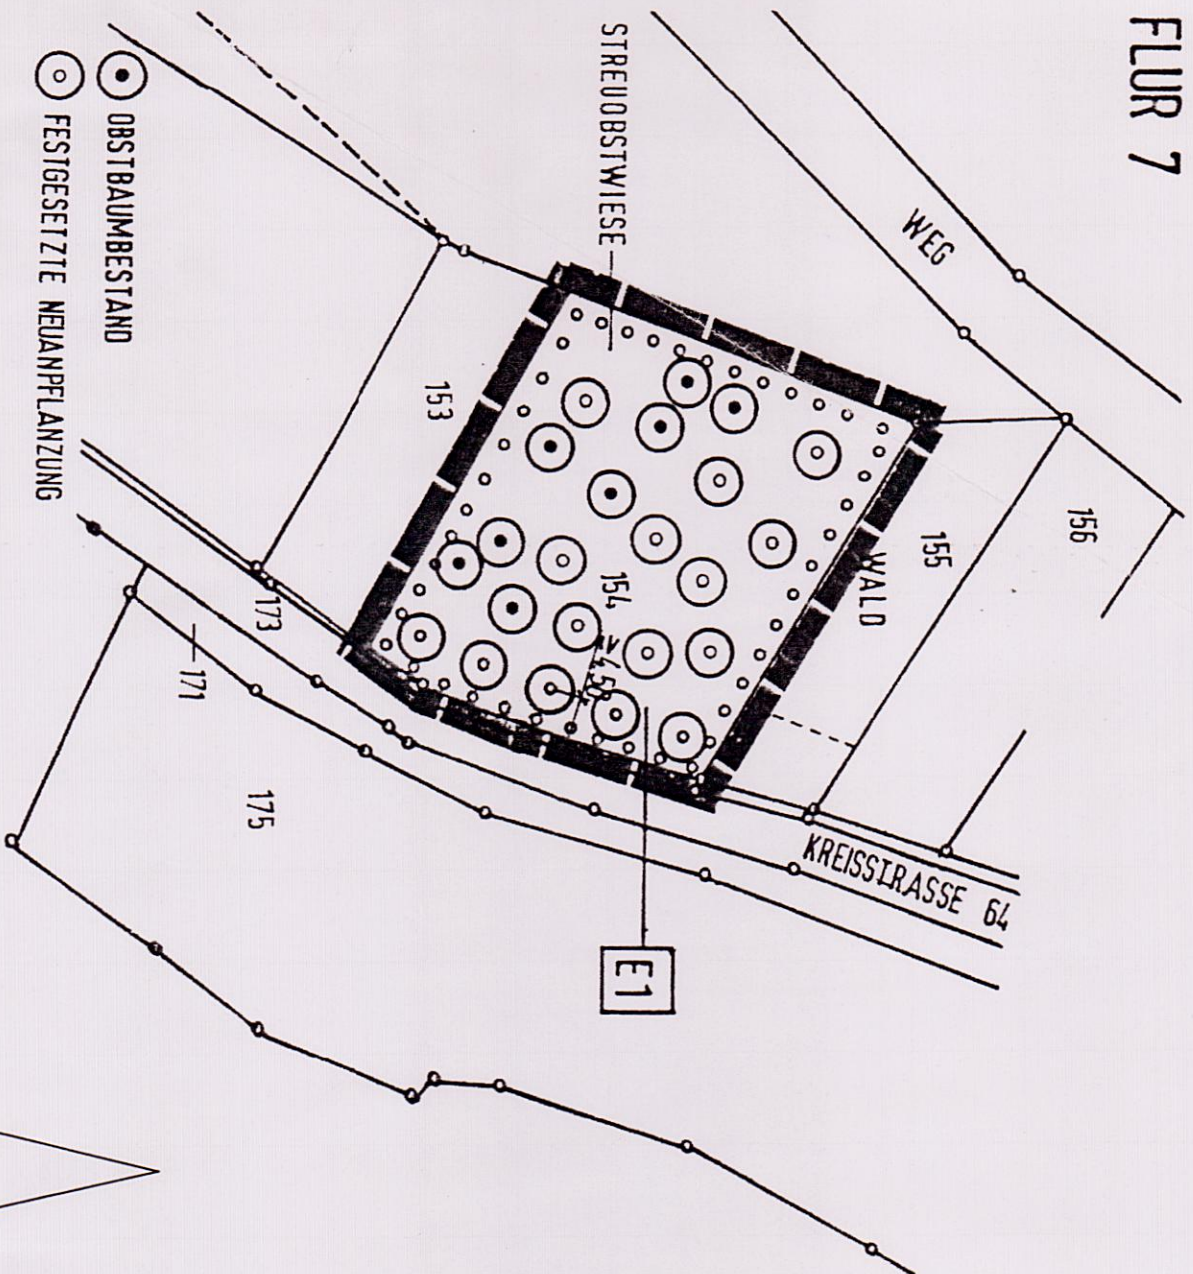 FLUR 7
WEG
156
155
WALD
KREISSTRASSE 64
STREUOBSTWIESE
154
≥ 4,50
E1
153
173
171
175
OBSTBAUMBESTAND
FESTGESETZTE NEUANPFLANZUNG